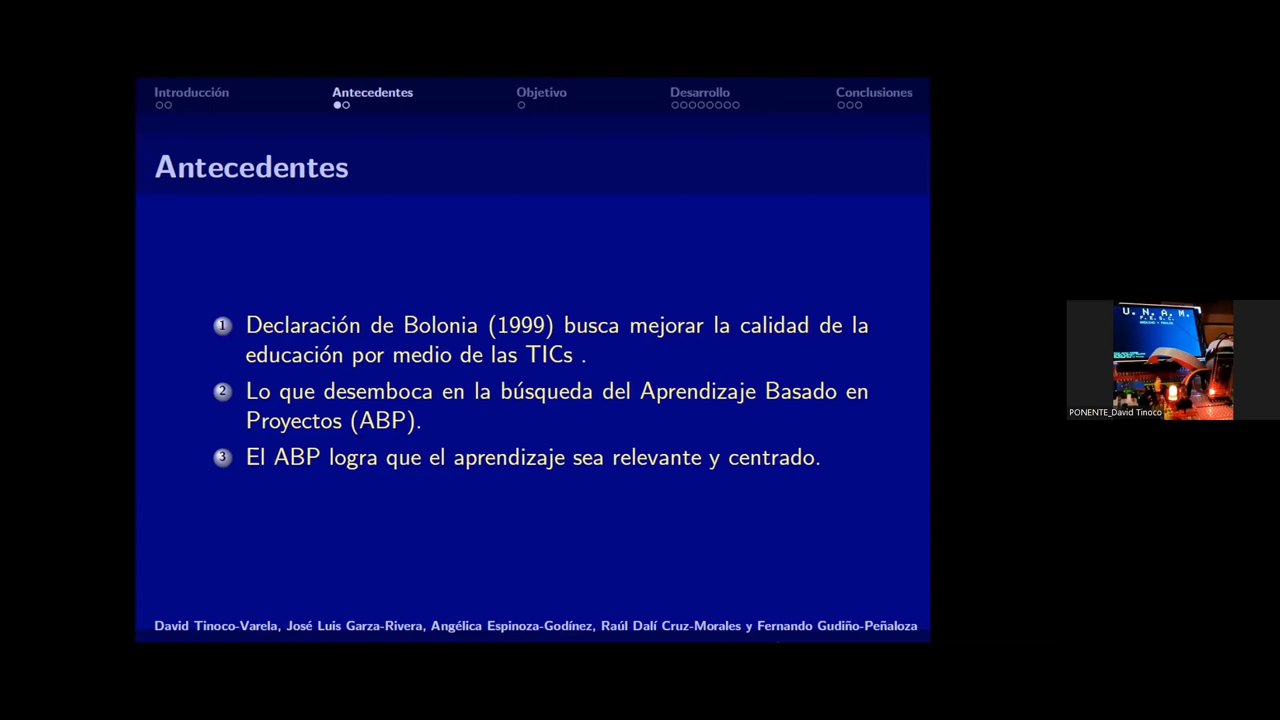 Introducción Antecedentes Objetivo Desarrollo Conclusiones
Antecedentes
1 Declaración de Bolonia (1999) busca mejorar la calidad de la
educación por medio de las TICs .
2 Lo que desemboca en la búsqueda del Aprendizaje Basado en
Proyectos (ABP).
3 El ABP logra que el aprendizaje sea relevante y centrado.
David Tinoco-Varela, José Luis Garza-Rivera, Angélica Espinoza-Godínez, Raúl Dalí Cruz-Morales y Fernando Gudiño-Peñaloza
U. N. A. M.
PONENTE_David Tinoco